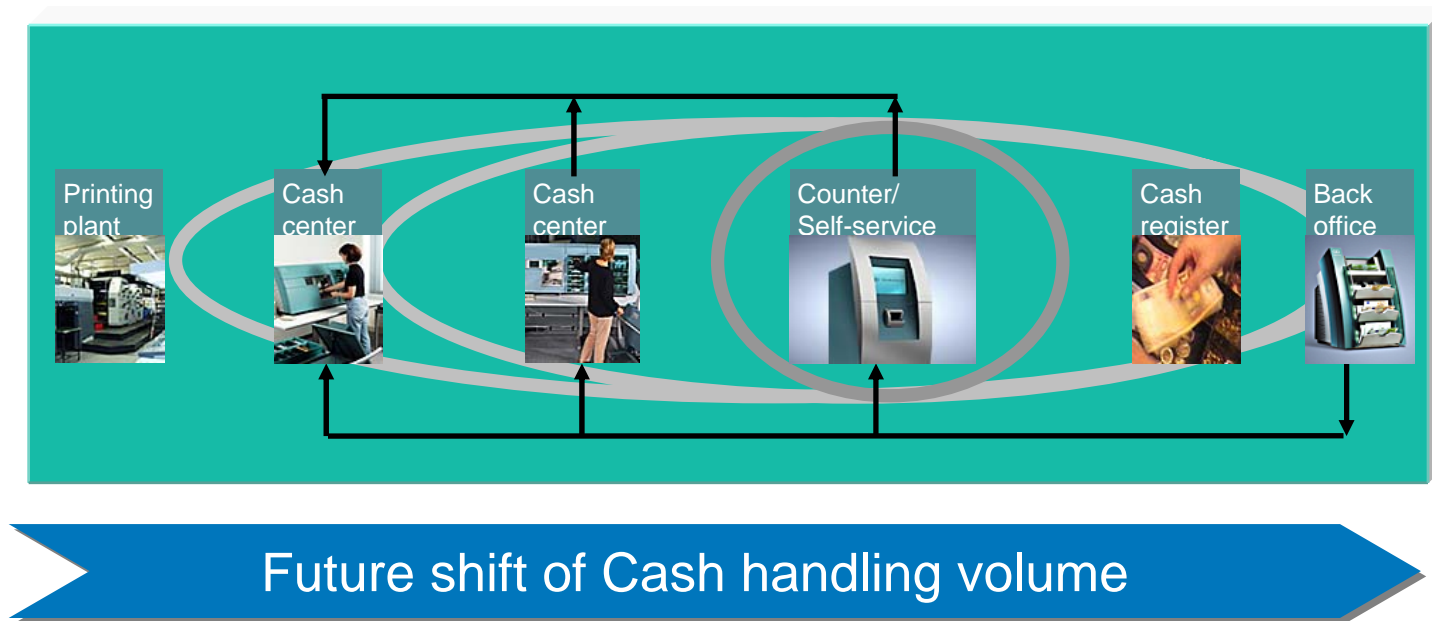 Printing
plant
Cash
center
Cash
center
Counter/
Self-service
Cash
register
Back
office
Future shift of Cash handling volume